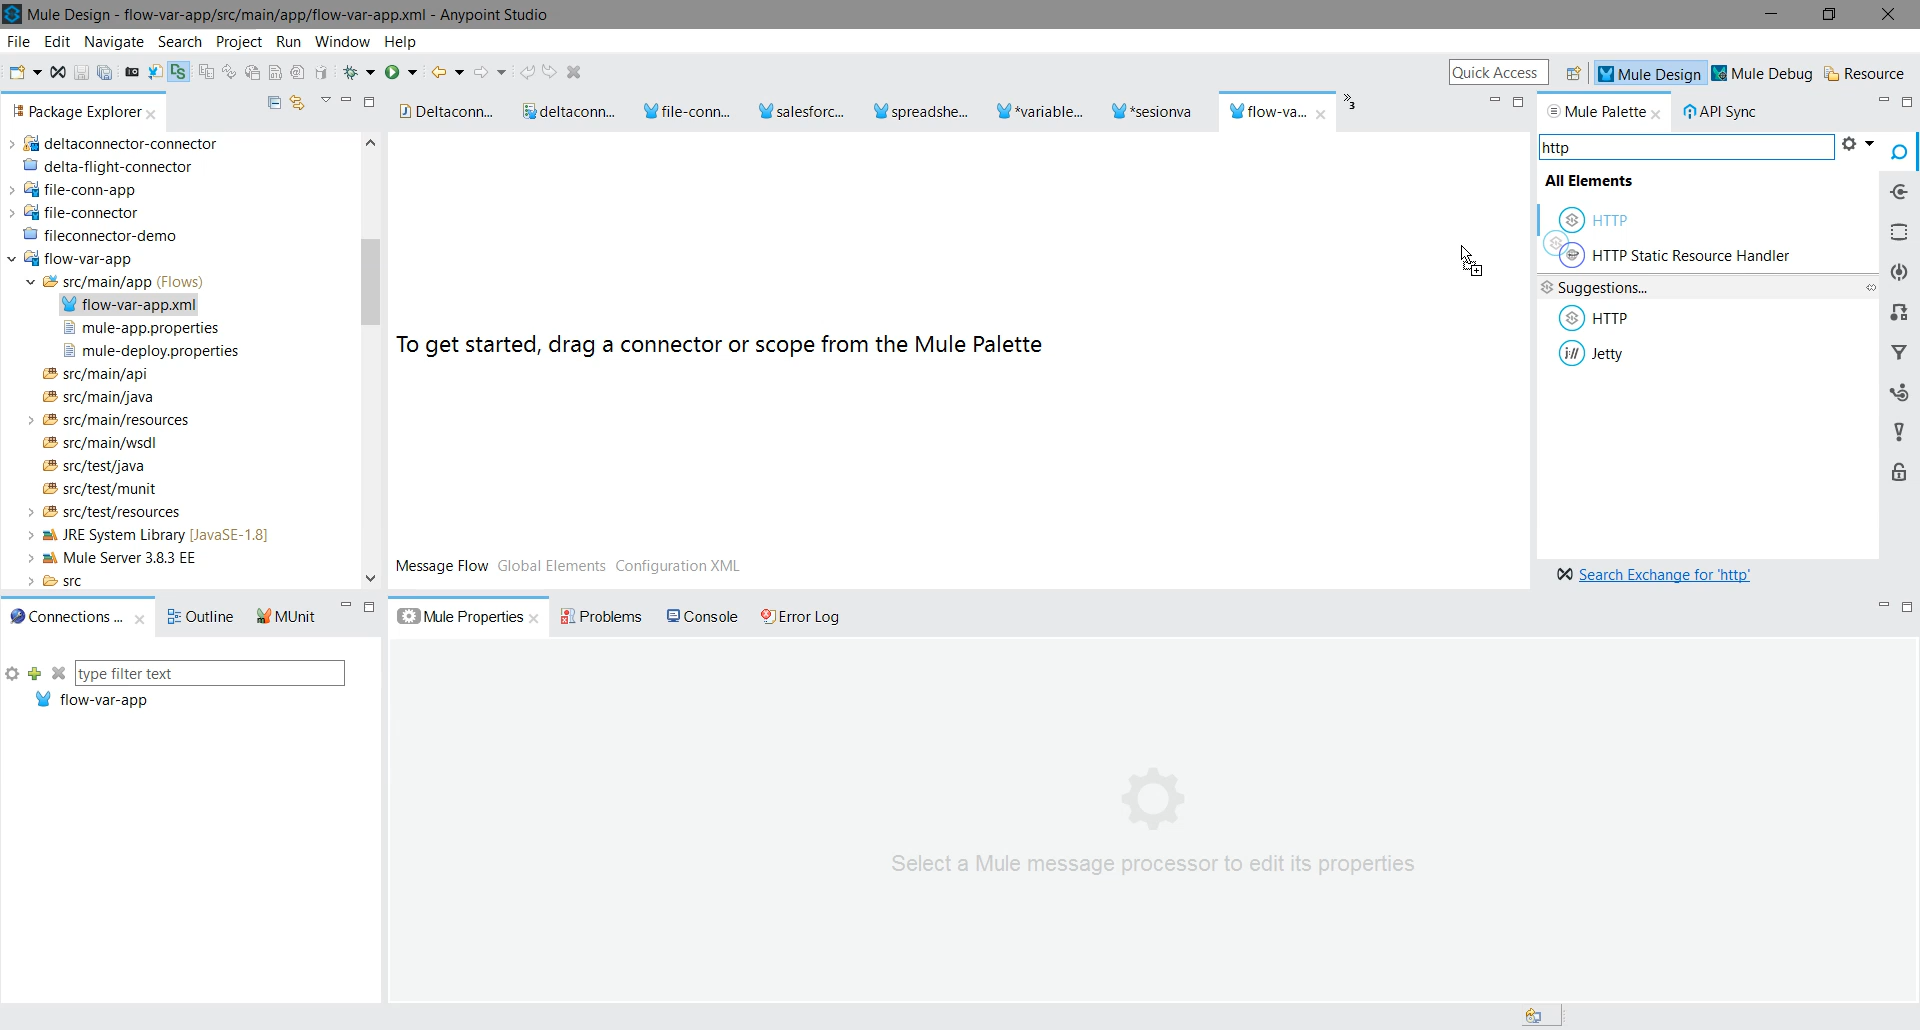 Mule Design - flow-var-app/src/main/app/flow-var-app.xml - Anypoint Studio
File Edit Navigate Search Project Run Window Help
Quick Access Mule Design Mule Debug Resource
Package Explorer
Deltaconn... deltaconn... file-conn... salesforc... spreadshe... *variable... *sesionva flow-va... »3
Mule Palette API Sync
deltaconnector-connector
delta-flight-connector
file-conn-app
file-connector
fileconnector-demo
flow-var-app
src/main/app (Flows)
flow-var-app.xml
mule-app.properties
mule-deploy.properties
src/main/api
src/main/java
src/main/resources
src/main/wsdl
src/test/java
src/test/munit
src/test/resources
JRE System Library [JavaSE-1.8]
Mule Server 3.8.3 EE
src
To get started, drag a connector or scope from the Mule Palette
Message Flow Global Elements Configuration XML
http
All Elements
HTTP
HTTP Static Resource Handler
Suggestions...
HTTP
Jetty
Search Exchange for 'http'
Connections ... Outline MUnit
type filter text
flow-var-app
Mule Properties Problems Console Error Log
Select a Mule message processor to edit its properties